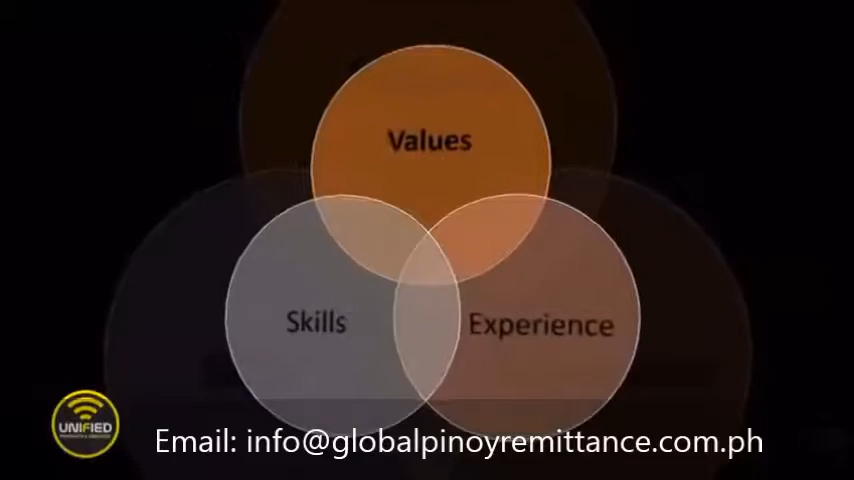 Values
Skills
Experience
UNIFIED
Email: info@globalpinoyremittance.com.ph